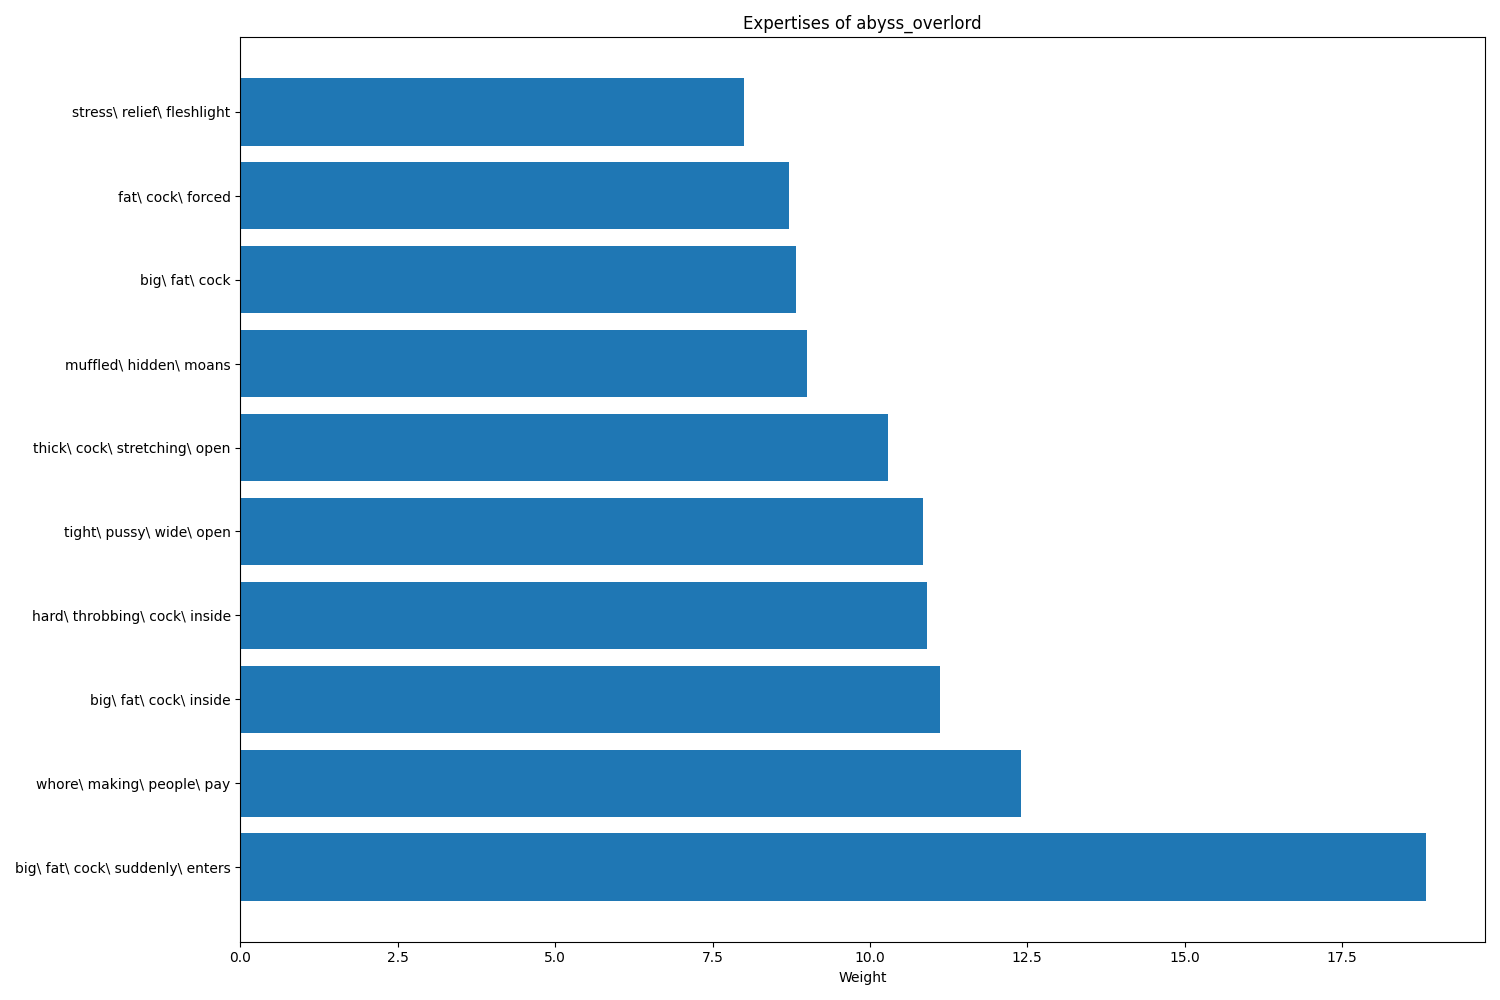 Expertises of abyss_overlord
stress\ relief\ fleshlight
fat\ cock\ forced
big\ fat\ cock
muffled\ hidden\ moans
thick\ cock\ stretching\ open
tight\ pussy\ wide\ open
hard\ throbbing\ cock\ inside
big\ fat\ cock\ inside
whore\ making\ people\ pay
big\ fat\ cock\ suddenly\ enters
0.0 2.5 5.0 7.5 10.0 12.5 15.0 17.5
Weight